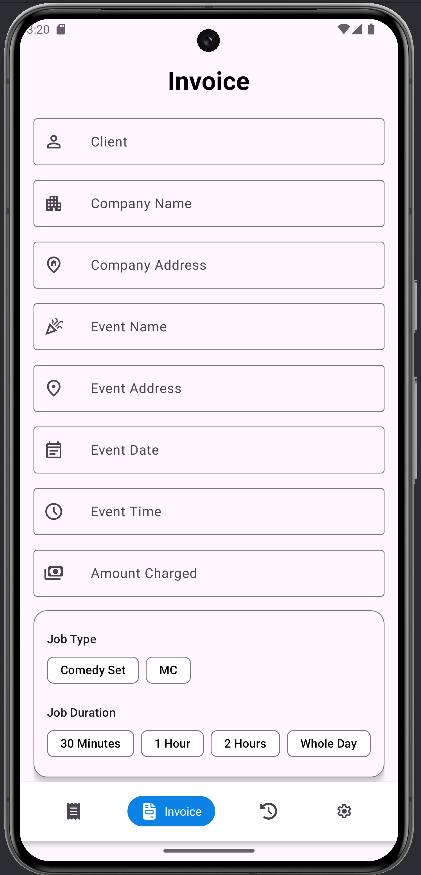 3:20
Invoice
Client
Company Name
Company Address
Event Name
Event Address
Event Date
Event Time
Amount Charged
Job Type
Comedy Set MC
Job Duration
30 Minutes 1 Hour 2 Hours Whole Day
Invoice